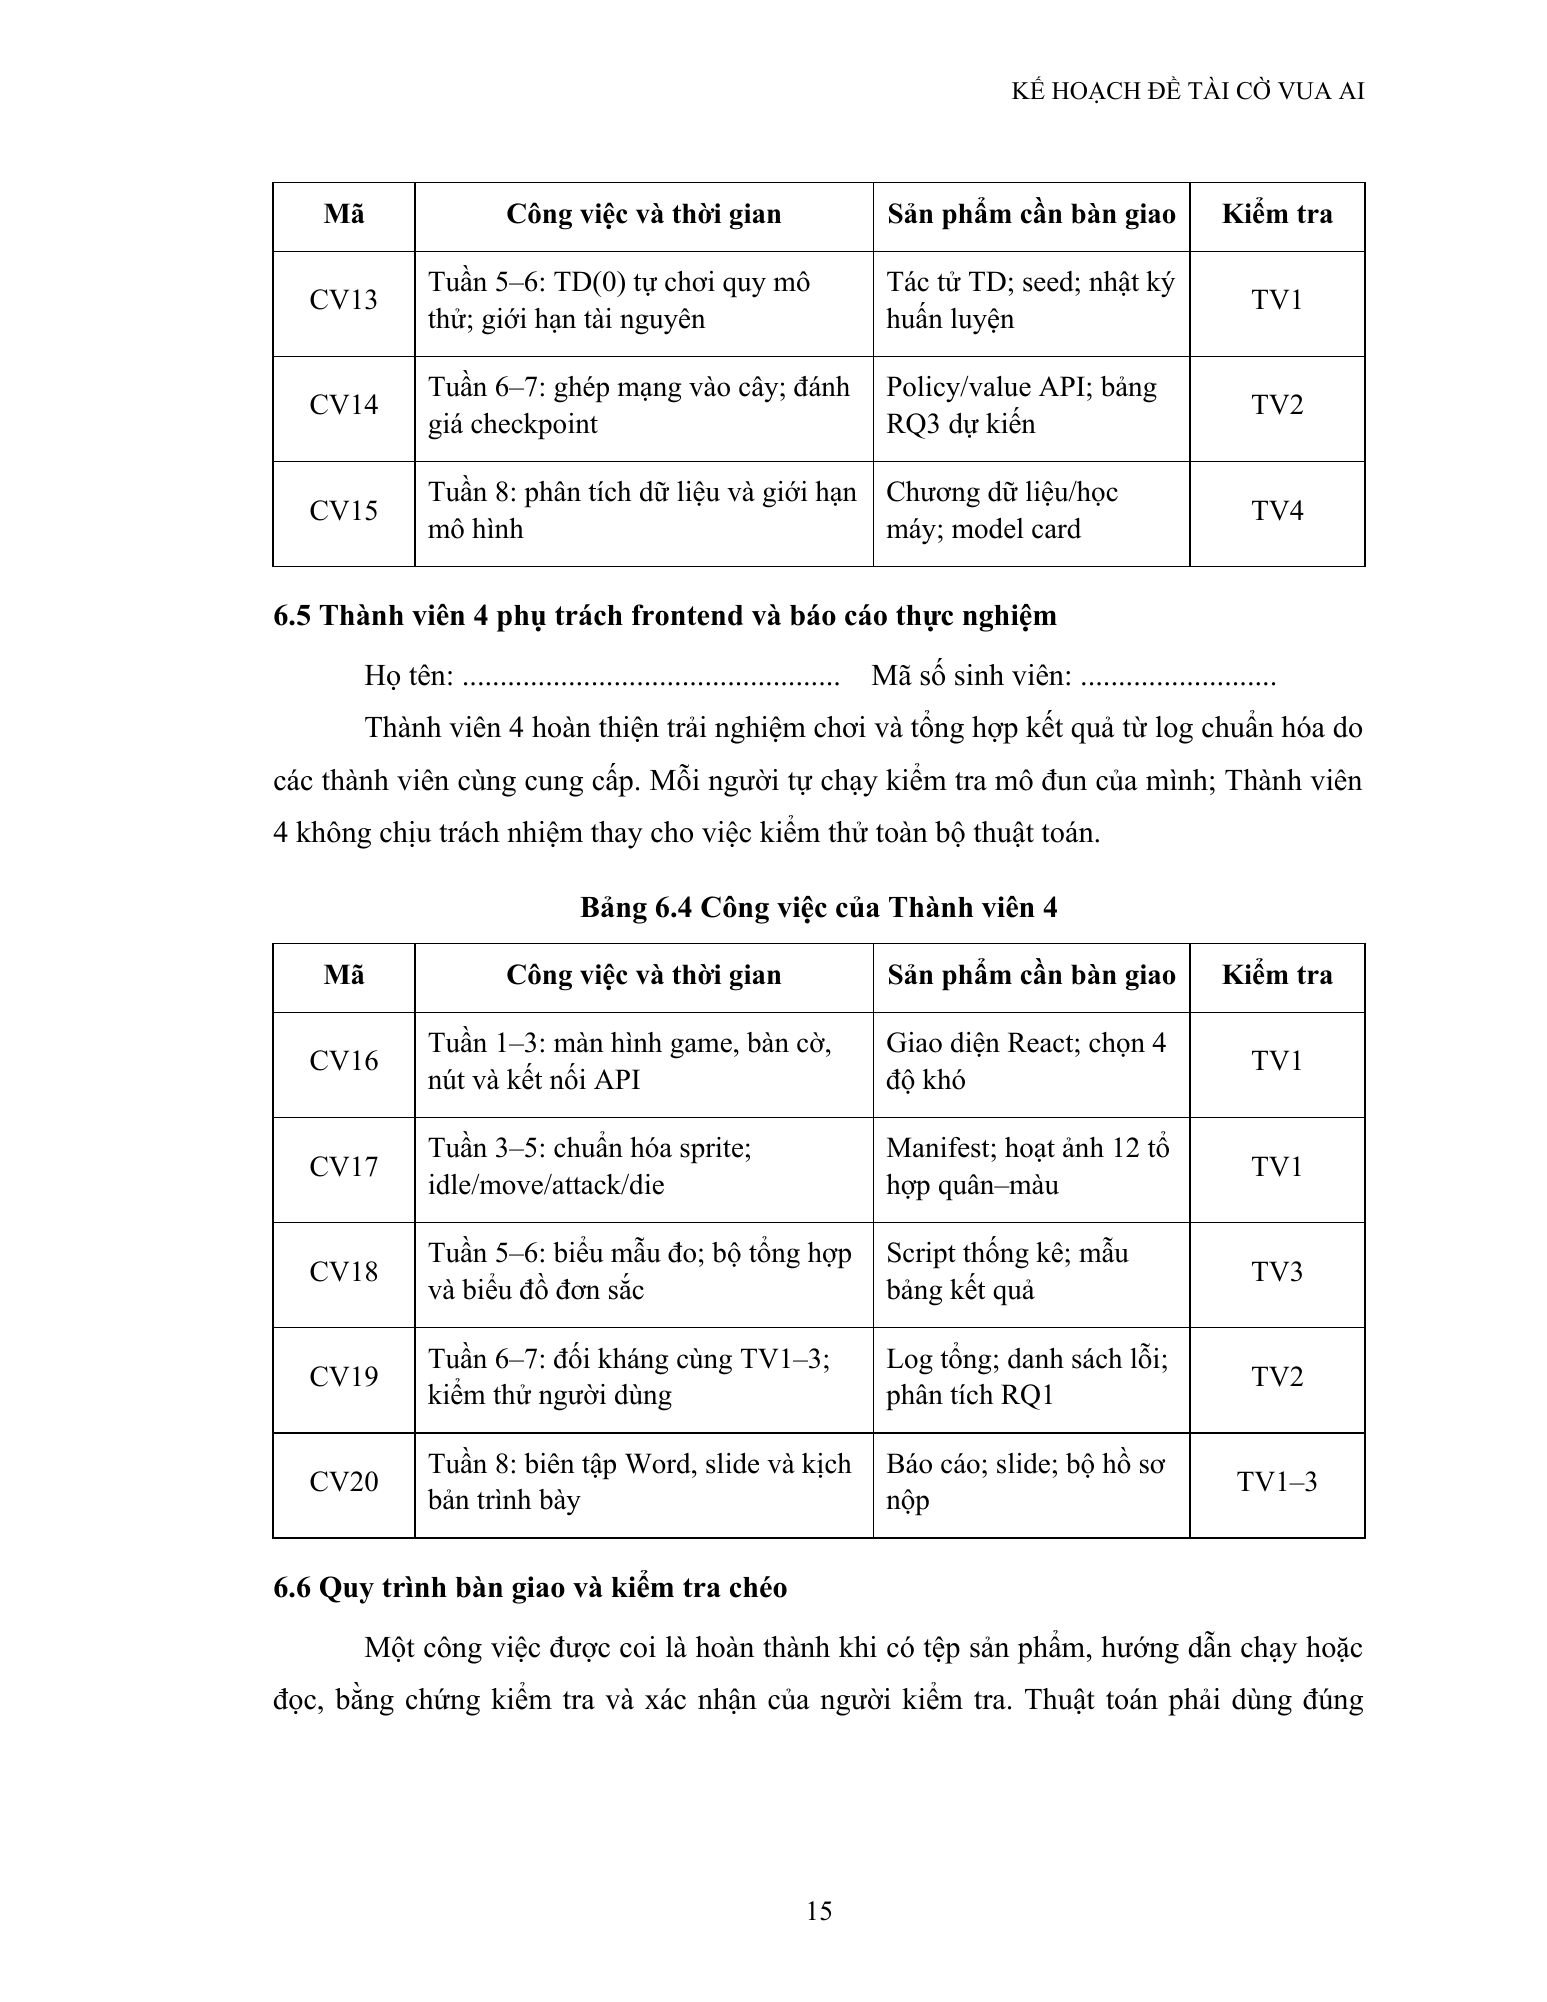 KẾ HOẠCH ĐỀ TÀI CỜ VUA AI
Mã Công việc và thời gian Sản phẩm cần bàn giao Kiểm tra
CV13 Tuần 5–6: TD(0) tự chơi quy mô thử; giới hạn tài nguyên Tác tử TD; seed; nhật ký huấn luyện TV1
CV14 Tuần 6–7: ghép mạng vào cây; đánh giá checkpoint Policy/value API; bảng RQ3 dự kiến TV2
CV15 Tuần 8: phân tích dữ liệu và giới hạn mô hình Chương dữ liệu/học máy; model card TV4
6.5 Thành viên 4 phụ trách frontend và báo cáo thực nghiệm
Họ tên: .................................................. Mã số sinh viên: ..........................
Thành viên 4 hoàn thiện trải nghiệm chơi và tổng hợp kết quả từ log chuẩn hóa do
các thành viên cùng cung cấp. Mỗi người tự chạy kiểm tra mô đun của mình; Thành viên
4 không chịu trách nhiệm thay cho việc kiểm thử toàn bộ thuật toán.
Bảng 6.4 Công việc của Thành viên 4
Mã Công việc và thời gian Sản phẩm cần bàn giao Kiểm tra
CV16 Tuần 1–3: màn hình game, bàn cờ, nút và kết nối API Giao diện React; chọn 4 độ khó TV1
CV17 Tuần 3–5: chuẩn hóa sprite; idle/move/attack/die Manifest; hoạt ảnh 12 tổ hợp quân–màu TV1
CV18 Tuần 5–6: biểu mẫu đo; bộ tổng hợp và biểu đồ đơn sắc Script thống kê; mẫu bảng kết quả TV3
CV19 Tuần 6–7: đối kháng cùng TV1–3; kiểm thử người dùng Log tổng; danh sách lỗi; phân tích RQ1 TV2
CV20 Tuần 8: biên tập Word, slide và kịch bản trình bày Báo cáo; slide; bộ hồ sơ nộp TV1–3
6.6 Quy trình bàn giao và kiểm tra chéo
Một công việc được coi là hoàn thành khi có tệp sản phẩm, hướng dẫn chạy hoặc
đọc, bằng chứng kiểm tra và xác nhận của người kiểm tra. Thuật toán phải dùng đúng
15